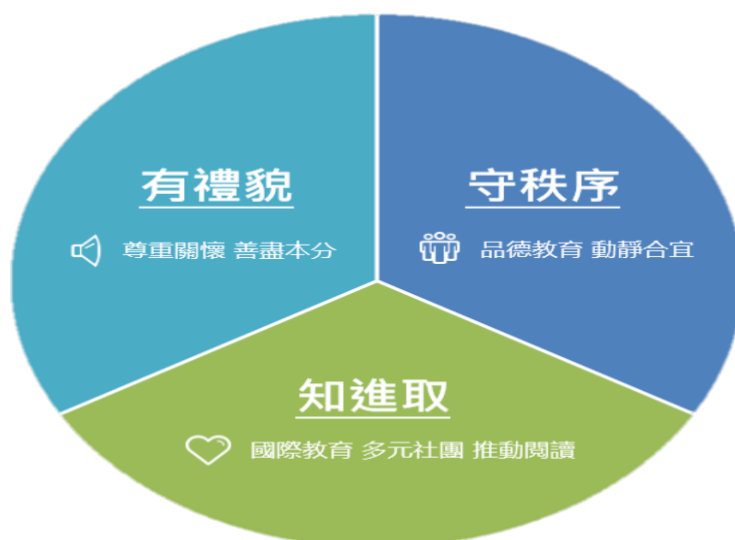 有禮貌
尊重關懷 善盡本分
守秩序
品德教育 動靜合宜
知進取
國際教育 多元社團 推動閱讀